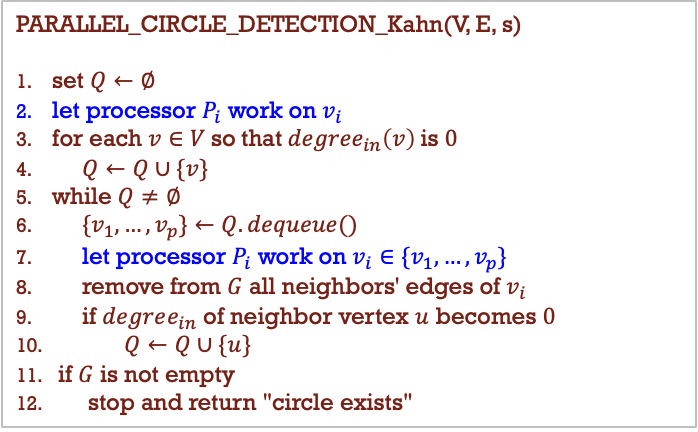 PARALLEL_CIRCLE_DETECTION_Kahn(V, E, s)
1. set Q ← ∅
2. let processor P_i work on v_i
3. for each v ∈ V so that degree_in(v) is 0
4. Q ← Q ∪ {v}
5. while Q ≠ ∅
6. {v_1, …, v_p} ← Q.dequeue()
7. let processor P_i work on v_i ∈ {v_1, …, v_p}
8. remove from G all neighbors' edges of v_i
9. if degree_in of neighbor vertex u becomes 0
10. Q ← Q ∪ {u}
11. if G is not empty
12. stop and return "circle exists"